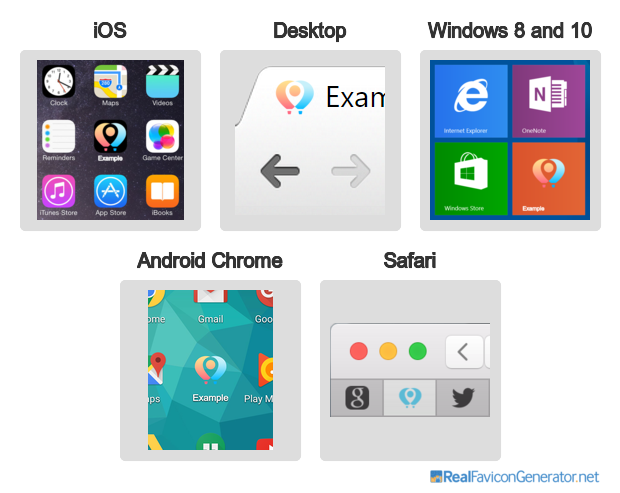 iOS
Desktop
Windows 8 and 10
Clock
Maps
Videos
Reminders
Example
Game Center
iTunes Store
App Store
iBooks
Exam
Internet Explorer
OneNote
Windows Store
Example
Android Chrome
Safari
ome
Gmail
Goo
aps
Example
Play M
RealFaviconGenerator.net